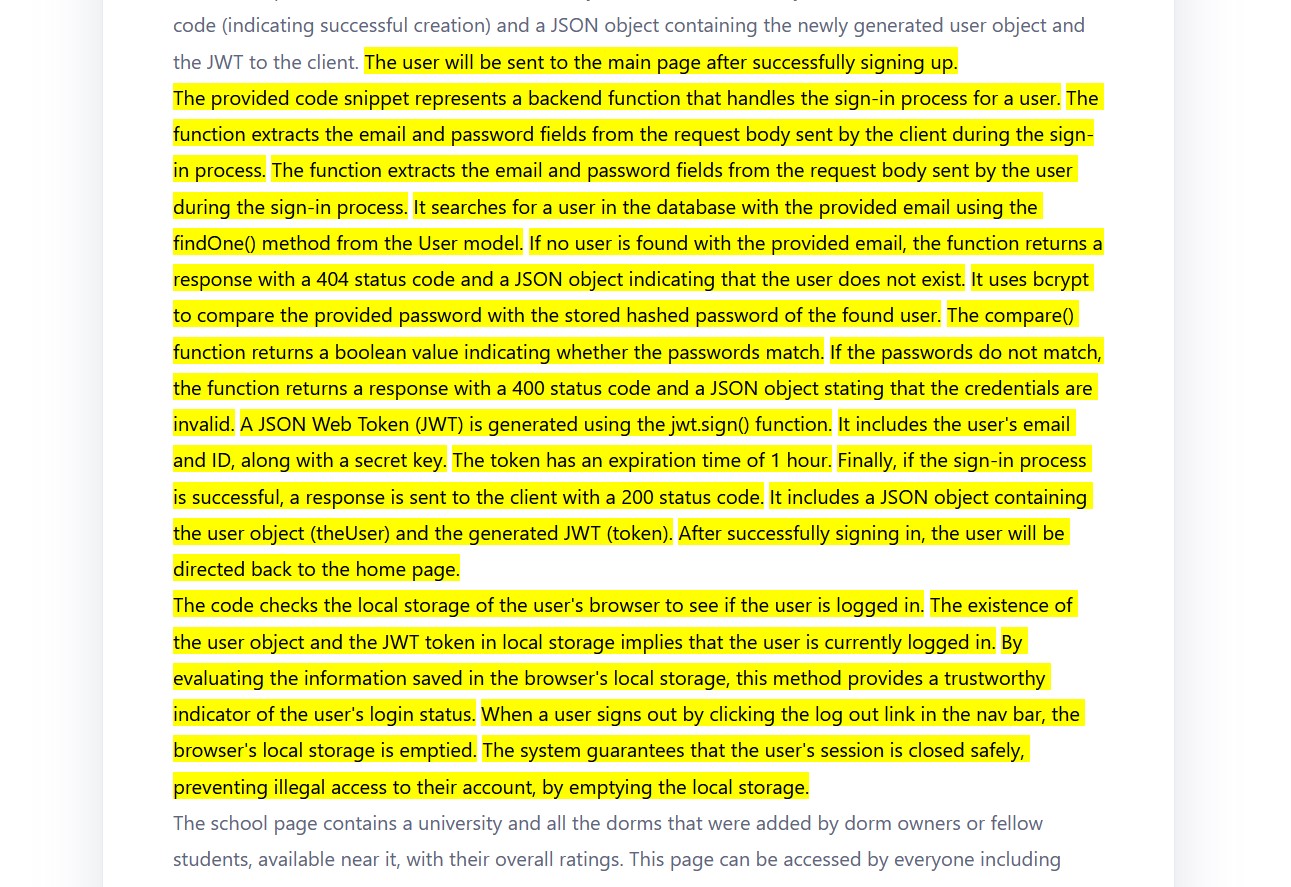 code (indicating successful creation) and a JSON object containing the newly generated user object and
the JWT to the client. The user will be sent to the main page after successfully signing up.
The provided code snippet represents a backend function that handles the sign-in process for a user. The
function extracts the email and password fields from the request body sent by the client during the sign-
in process. The function extracts the email and password fields from the request body sent by the user
during the sign-in process. It searches for a user in the database with the provided email using the
findOne() method from the User model. If no user is found with the provided email, the function returns a
response with a 404 status code and a JSON object indicating that the user does not exist. It uses bcrypt
to compare the provided password with the stored hashed password of the found user. The compare()
function returns a boolean value indicating whether the passwords match. If the passwords do not match,
the function returns a response with a 400 status code and a JSON object stating that the credentials are
invalid. A JSON Web Token (JWT) is generated using the jwt.sign() function. It includes the user's email
and ID, along with a secret key. The token has an expiration time of 1 hour. Finally, if the sign-in process
is successful, a response is sent to the client with a 200 status code. It includes a JSON object containing
the user object (theUser) and the generated JWT (token). After successfully signing in, the user will be
directed back to the home page.
The code checks the local storage of the user's browser to see if the user is logged in. The existence of
the user object and the JWT token in local storage implies that the user is currently logged in. By
evaluating the information saved in the browser's local storage, this method provides a trustworthy
indicator of the user's login status. When a user signs out by clicking the log out link in the nav bar, the
browser's local storage is emptied. The system guarantees that the user's session is closed safely,
preventing illegal access to their account, by emptying the local storage.
The school page contains a university and all the dorms that were added by dorm owners or fellow
students, available near it, with their overall ratings. This page can be accessed by everyone including